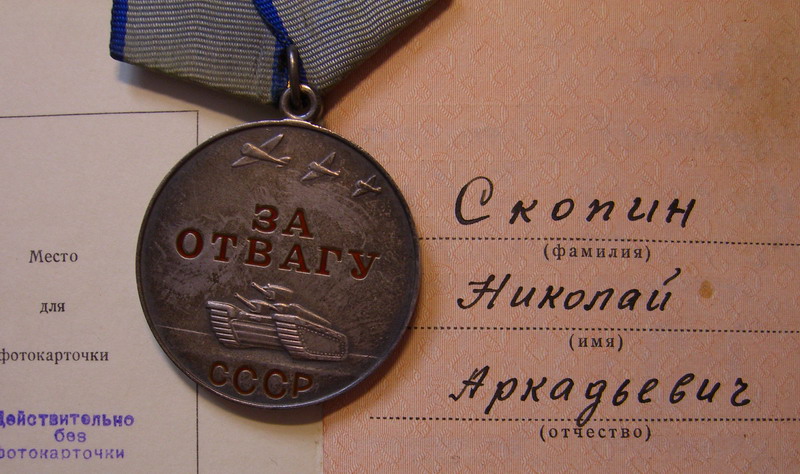 ЗА
ОТВАГУ
СССР
Место
для
фотокарточки
Действительно
без
фотокарточки
Скопин
(фамилия)
Николай
(имя)
Аркадьевич
(отчество)